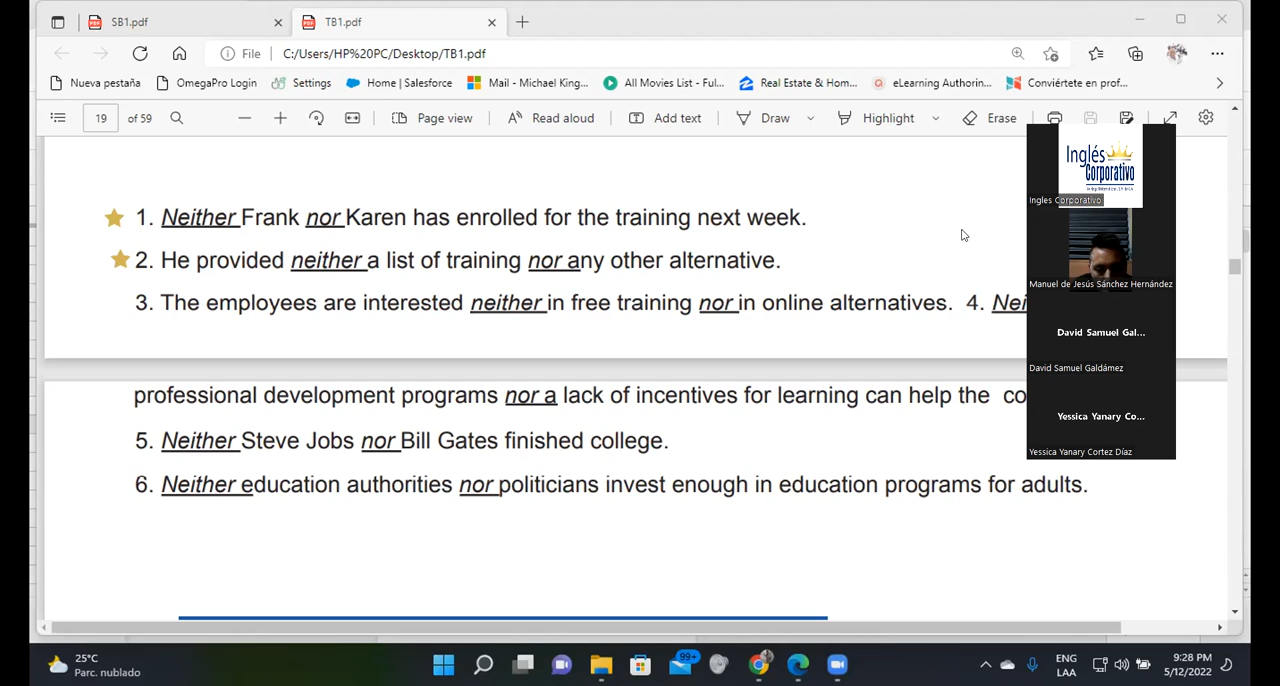 SB1.pdf
TB1.pdf
File
C:/Users/HP%20PC/Desktop/TB1.pdf
Nueva pestaña
OmegaPro Login
Settings
Home | Salesforce
Mail - Michael King...
All Movies List - Ful...
Real Estate & Hom...
eLearning Authorin...
Conviértete en prof...
19 of 59
Page view
Read aloud
Add text
Draw
Highlight
Erase
Inglés
Corporativo
Ingles Corporativo
1. Neither Frank nor Karen has enrolled for the training next week.
2. He provided neither a list of training nor any other alternative.
Manuel de Jesús Sánchez Hernández
3. The employees are interested neither in free training nor in online alternatives. 4. Nei
David Samuel Gal...
David Samuel Galdámez
professional development programs nor a lack of incentives for learning can help the co
Yessica Yanary Co...
Yessica Yanary Cortez Díaz
5. Neither Steve Jobs nor Bill Gates finished college.
6. Neither education authorities nor politicians invest enough in education programs for adults.
25°C
Parc. nublado
99+
ENG
LAA
9:28 PM
5/12/2022